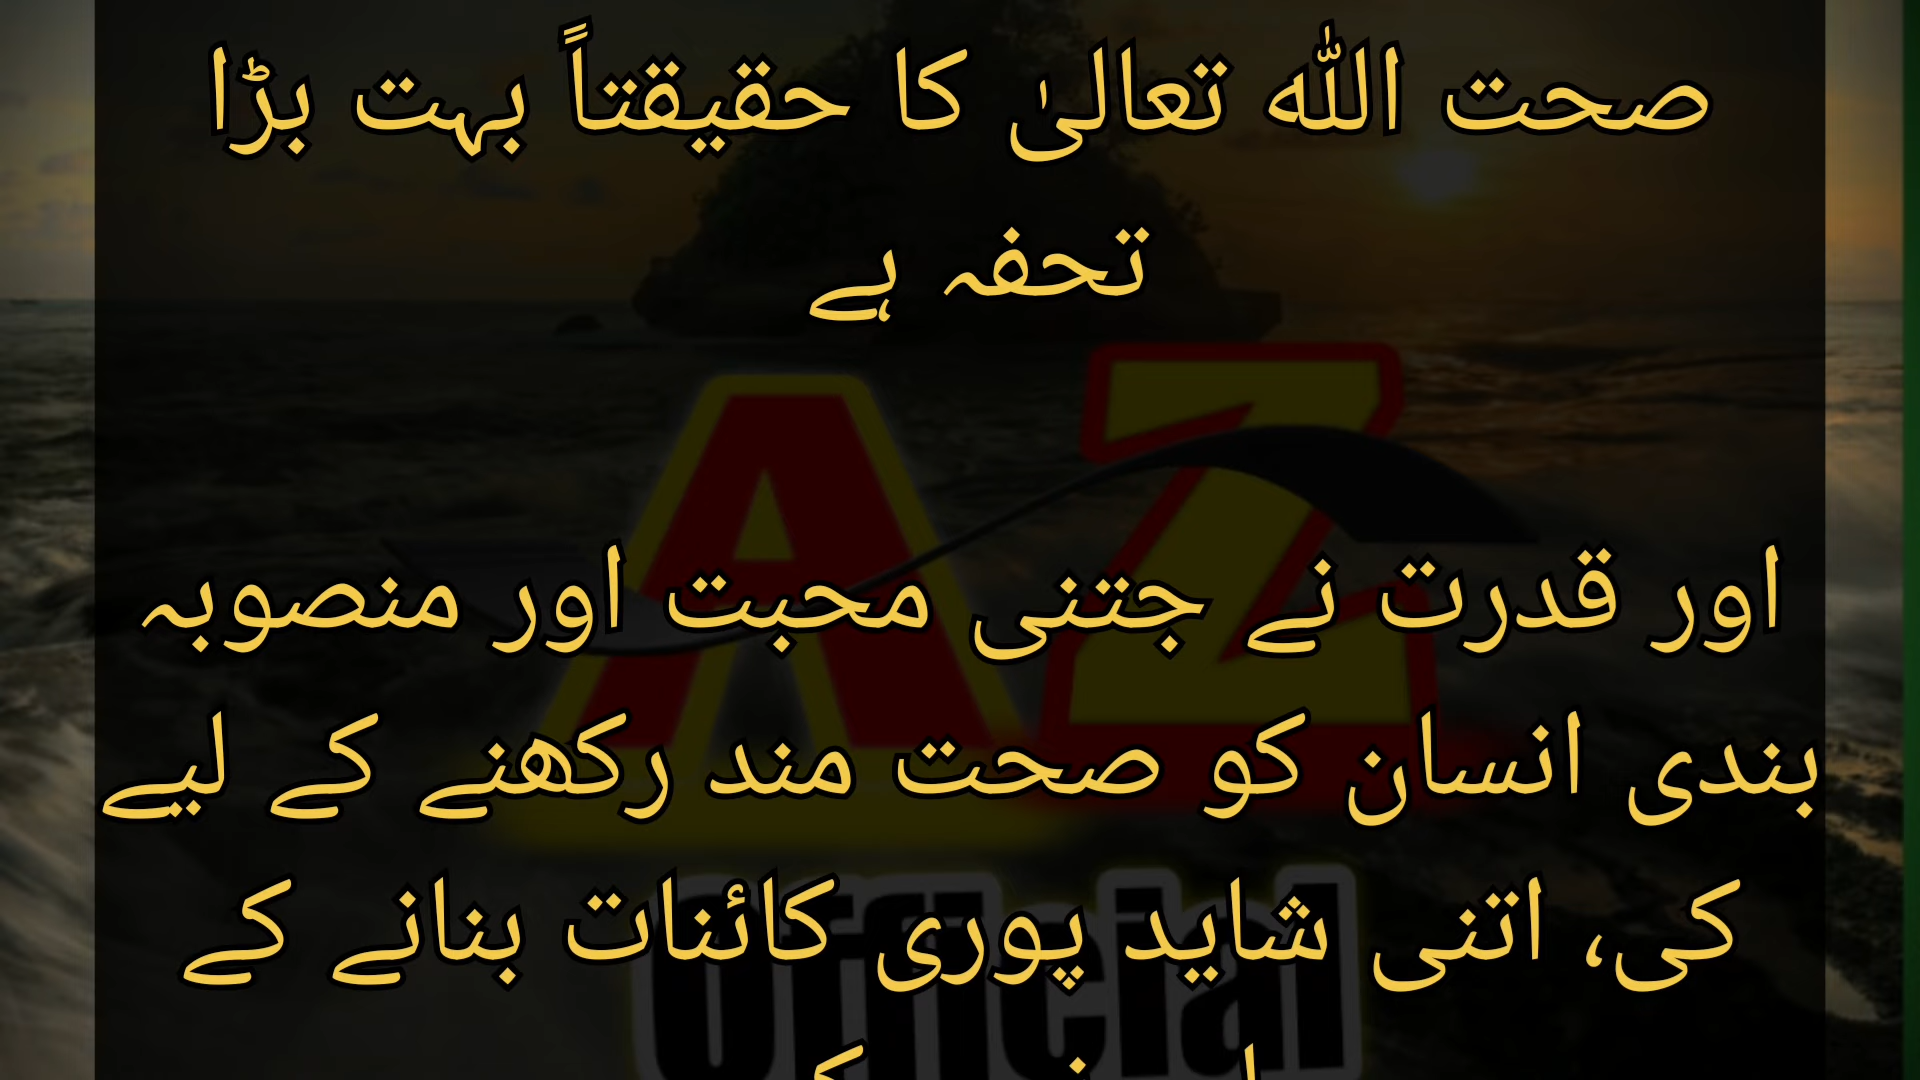 صحت اللہ تعالیٰ کا حقیقتاً بہت بڑا
تحفہ ہے
اور قدرت نے جتنی محبت اور منصوبہ
بندی انسان کو صحت مند رکھنے کے لیے
کی، اتنی شاید پوری کائنات بنانے کے
AZ
Official